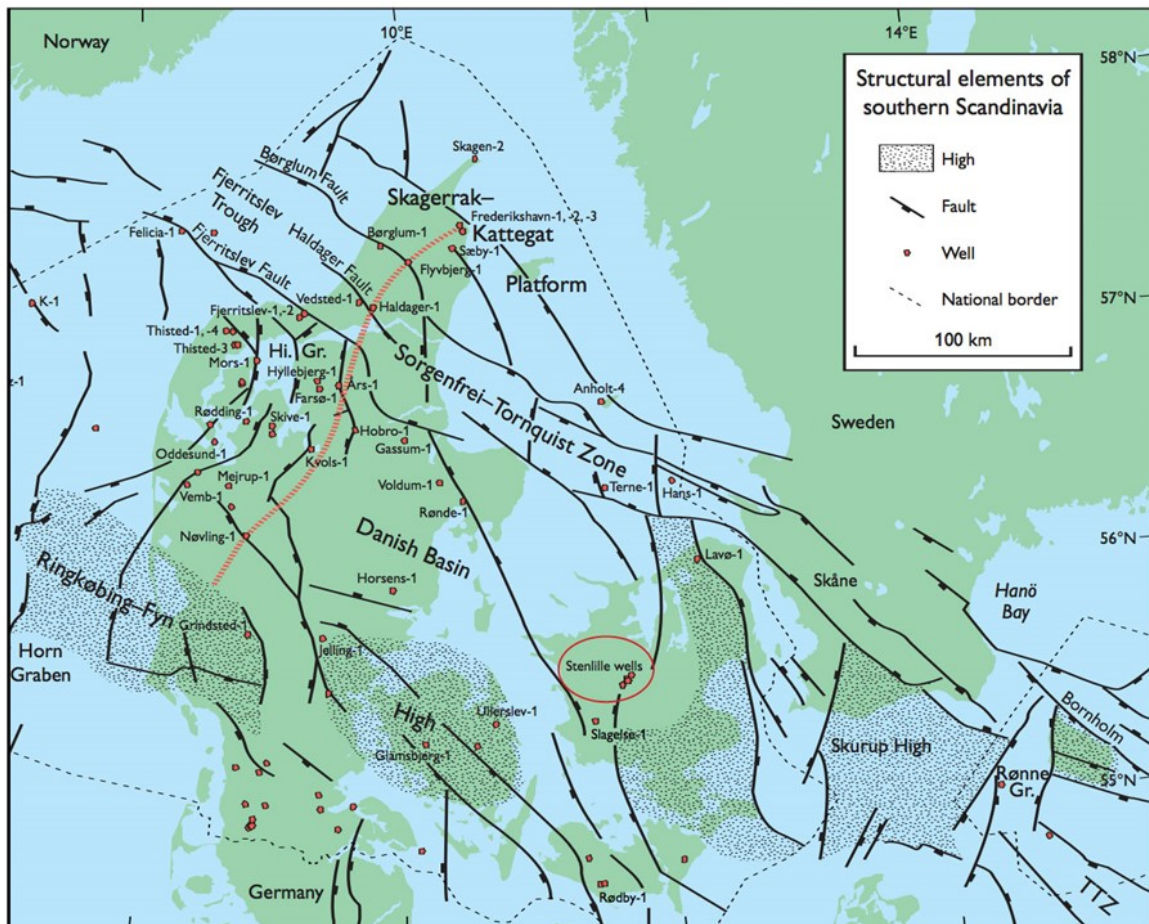 10°E
14°E
Norway
58°N
Structural elements of
southern Scandinavia
High
Fault
Well
National border
100 km
Skagen-2
Børglum Fault
Skagerrak–
Kattegat
Platform
Fjerritslev
Trough
Frederikshavn-1, -2, -3
Felicia-1
Fjerritslev Fault
Haldager Fault
Børglum-1
Sæby-1
Flyvbjerg-1
K-1
Vedsted-1
Haldager-1
57°N
Fjerritslev-1, -2
Thisted-1, -4
Thisted-3
Hi. Gr.
Mors-1
Hyllebjerg-1
Års-1
Farsø-1
Sorgenfrei–Tornquist Zone
Anholt-4
Sweden
Rødding-1
Skive-1
Hobro-1
Gassum-1
Oddesund-1
Kvols-1
Mejrup-1
Voldum-1
Terne-1
Hans-1
Vemb-1
Rønde-1
Nøvling-1
Danish Basin
56°N
Lavø-1
Ringkøbing–Fyn
High
Horsens-1
Skåne
Hanö
Bay
Grindsted-1
Horn
Graben
Jelling-1
Stenlille wells
Ullerslev-1
Slagelse-1
Glamsbjerg-1
Skurup High
Bornholm
Rønne
Gr.
55°N
Germany
Rødby-1
TTZ